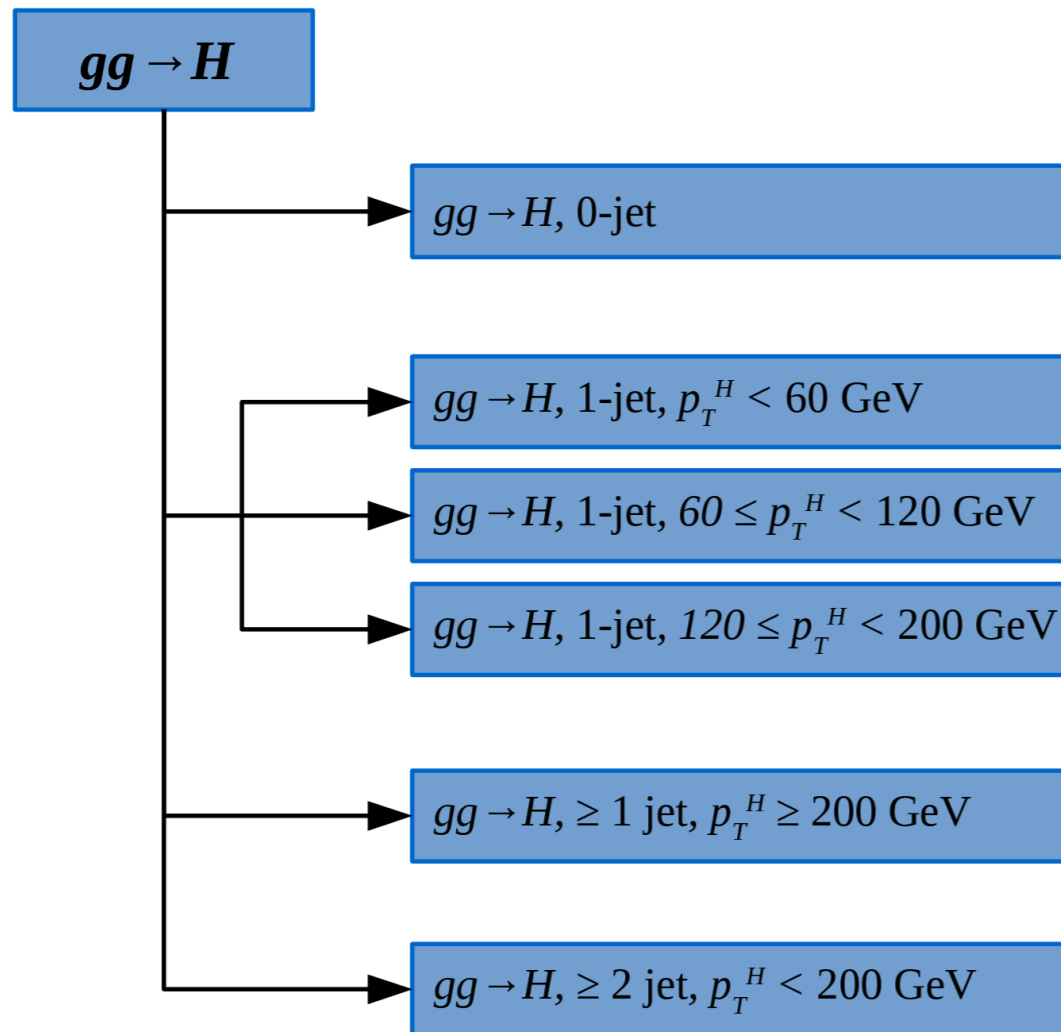 gg → H
gg → H, 0-jet
gg → H, 1-jet, p_T^H < 60 GeV
gg → H, 1-jet, 60 ≤ p_T^H < 120 GeV
gg → H, 1-jet, 120 ≤ p_T^H < 200 GeV
gg → H, ≥ 1 jet, p_T^H ≥ 200 GeV
gg → H, ≥ 2 jet, p_T^H < 200 GeV